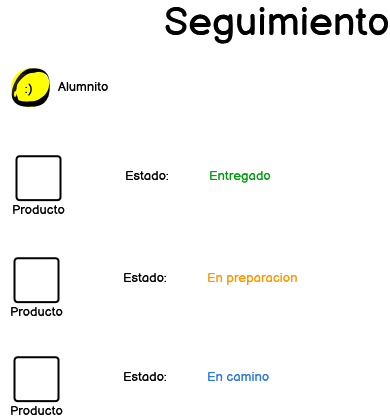 Seguimiento
:)
Alumnito
Estado: Entregado
Producto
Estado: En preparacion
Producto
Estado: En camino
Producto